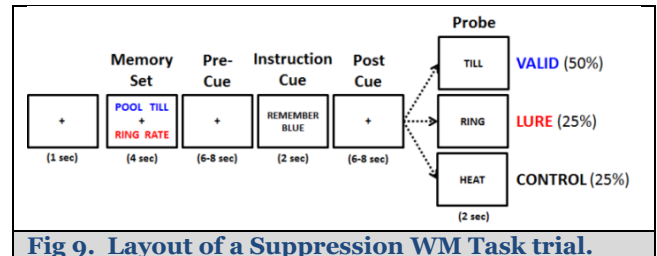 Probe
Memory Set
Pre-Cue
Instruction Cue
Post Cue
+
(1 sec)
POOL TILL
+
RING RATE
(4 sec)
+
(6-8 sec)
REMEMBER
BLUE
(2 sec)
+
(6-8 sec)
TILL
VALID (50%)
RING
LURE (25%)
HEAT
CONTROL (25%)
(2 sec)
Fig 9. Layout of a Suppression WM Task trial.